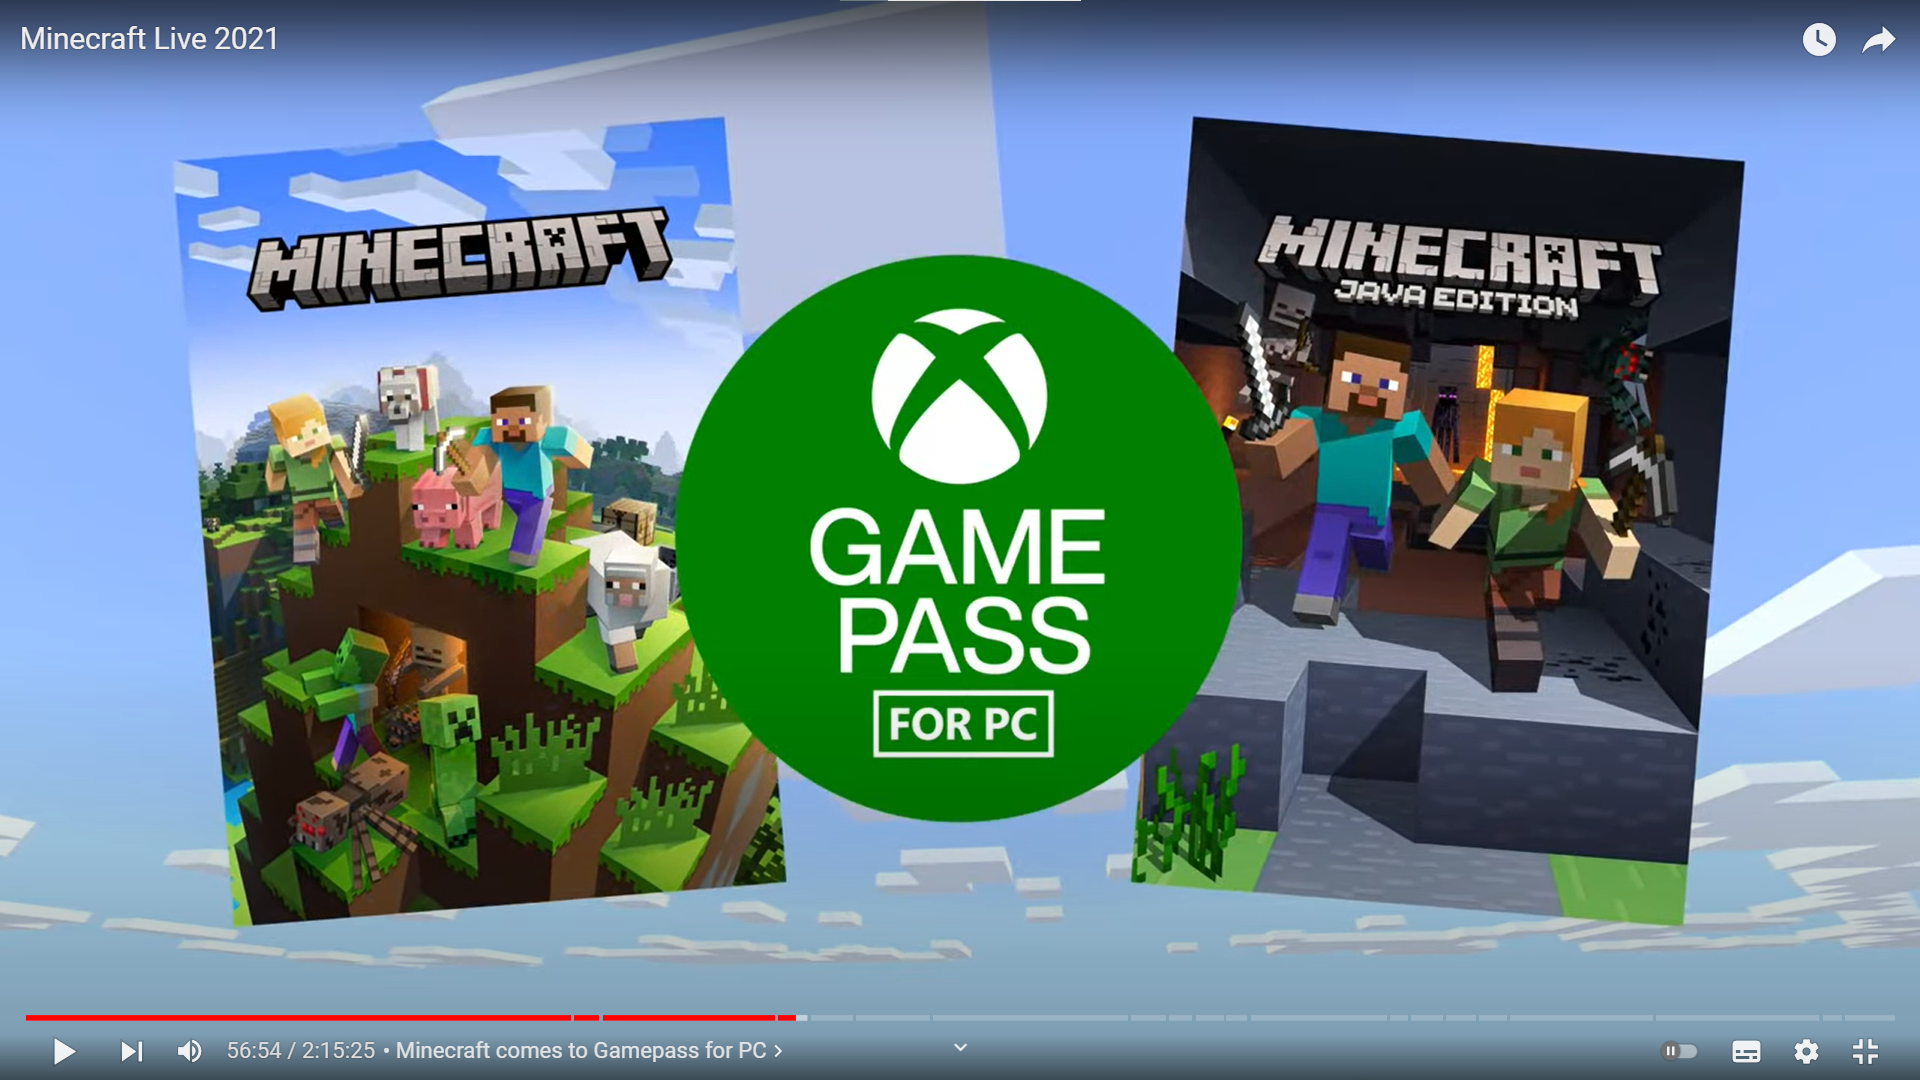 Minecraft Live 2021
MINECRAFT
MINECRAFT
JAVA EDITION
GAME
PASS
FOR PC
56:54 / 2:15:25 • Minecraft comes to Gamepass for PC